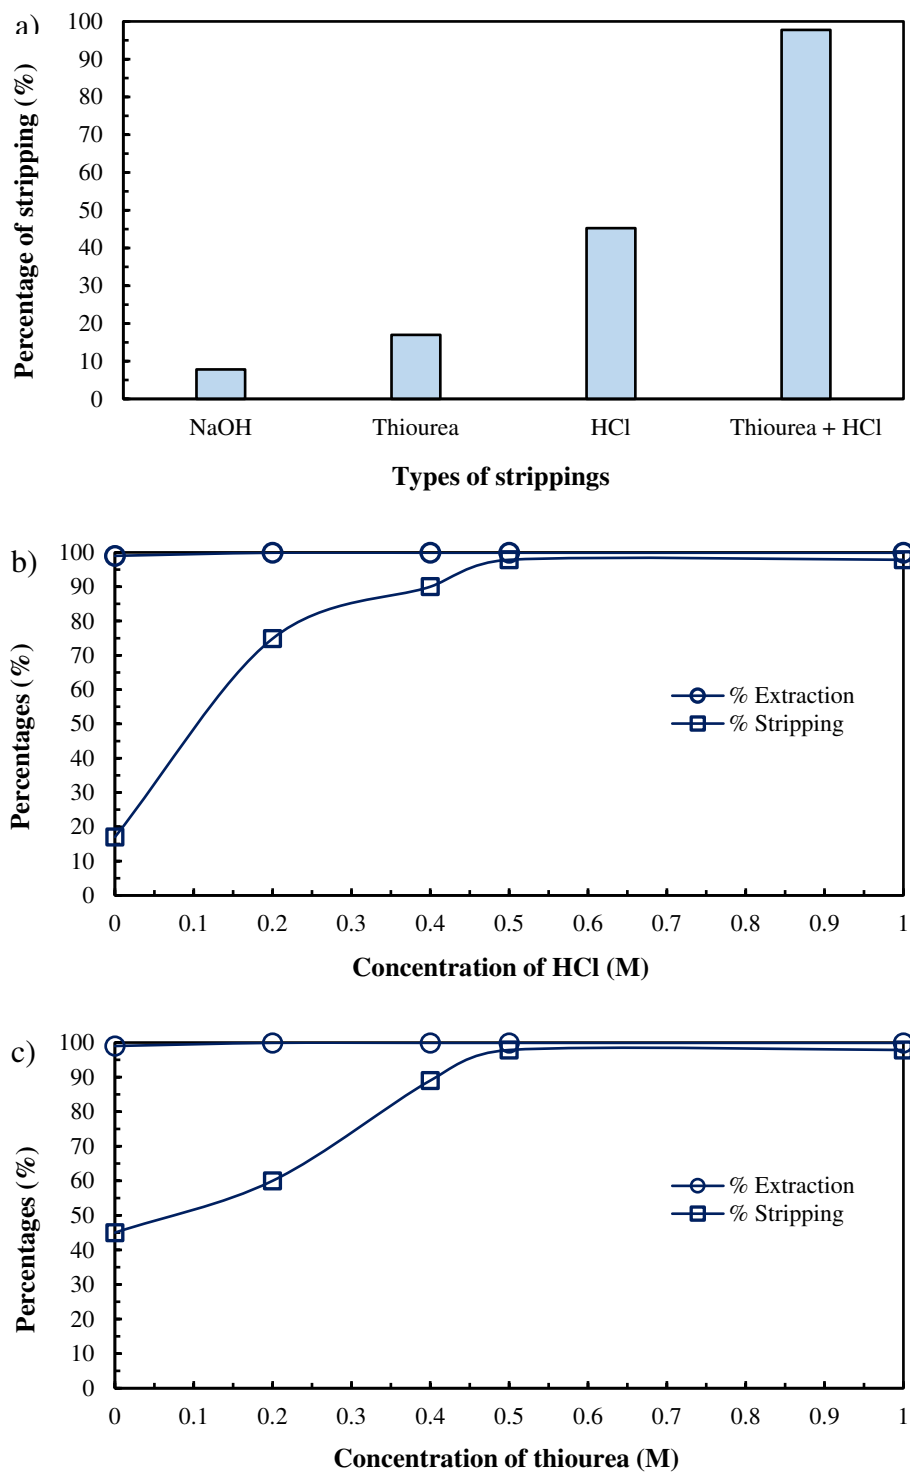 a)
Percentage of stripping (%)
100
90
80
70
60
50
40
30
20
10
0
NaOH Thiourea HCl Thiourea + HCl
Types of strippings
b)
Percentages (%)
100
90
80
70
60
50
40
30
20
10
0
% Extraction
% Stripping
0 0.1 0.2 0.3 0.4 0.5 0.6 0.7 0.8 0.9 1
Concentration of HCl (M)
c)
Percentages (%)
100
90
80
70
60
50
40
30
20
10
0
% Extraction
% Stripping
0 0.1 0.2 0.3 0.4 0.5 0.6 0.7 0.8 0.9 1
Concentration of thiourea (M)